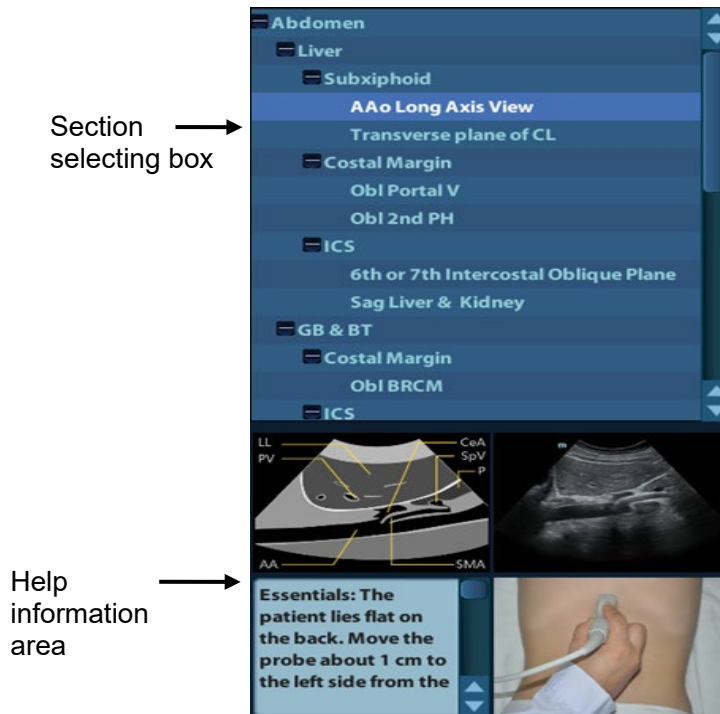 Abdomen
Liver
Subxiphoid
AAo Long Axis View
Transverse plane of CL
Costal Margin
Obl Portal V
Obl 2nd PH
ICS
6th or 7th Intercostal Oblique Plane
Sag Liver & Kidney
GB & BT
Costal Margin
Obl BRCM
ICS
Section
selecting box
LL
CeA
PV
SpV
P
m
AA
SMA
Help
information
area
Essentials: The
patient lies flat on
the back. Move the
probe about 1 cm to
the left side from the